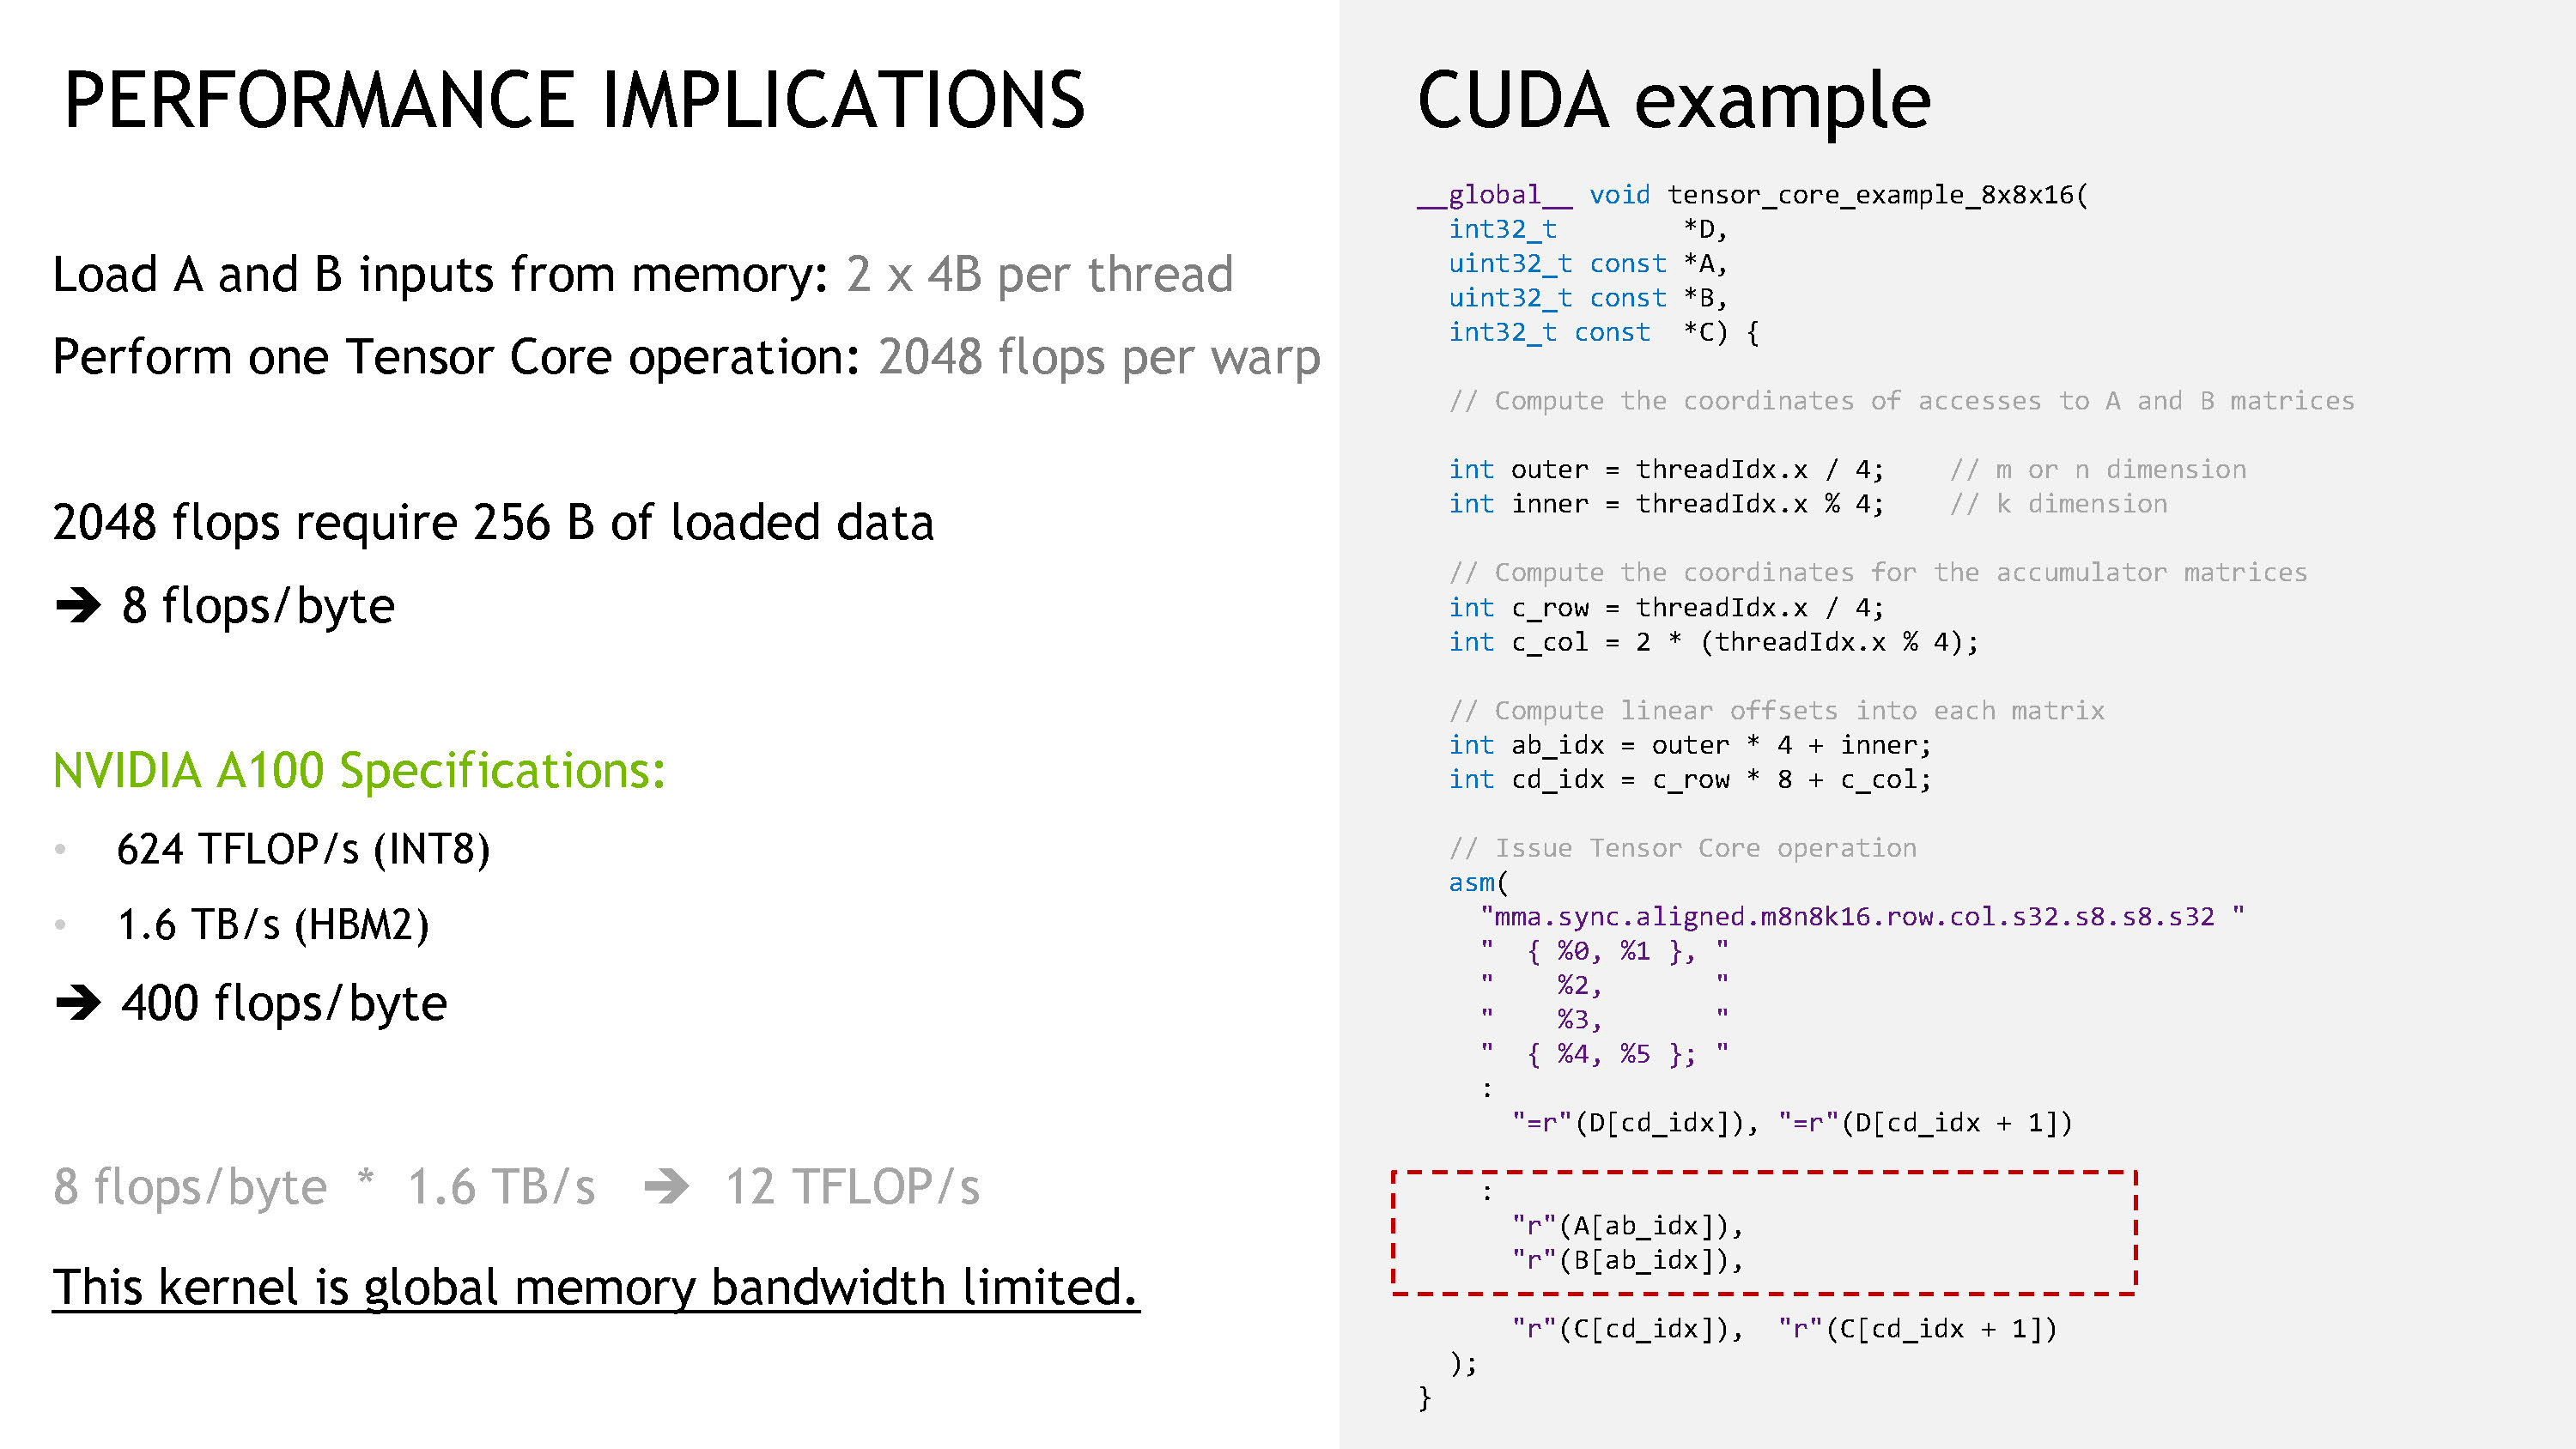 PERFORMANCE IMPLICATIONS
Load A and B inputs from memory: 2 x 4B per thread
Perform one Tensor Core operation: 2048 flops per warp
2048 flops require 256 B of loaded data
➔ 8 flops/byte
NVIDIA A100 Specifications:
• 624 TFLOP/s (INT8)
• 1.6 TB/s (HBM2)
➔ 400 flops/byte
8 flops/byte * 1.6 TB/s ➔ 12 TFLOP/s
This kernel is global memory bandwidth limited.
CUDA example
__global__ void tensor_core_example_8x8x16(
  int32_t        *D,
  uint32_t const *A,
  uint32_t const *B,
  int32_t const  *C) {
  // Compute the coordinates of accesses to A and B matrices
  int outer = threadIdx.x / 4;    // m or n dimension
  int inner = threadIdx.x % 4;    // k dimension
  // Compute the coordinates for the accumulator matrices
  int c_row = threadIdx.x / 4;
  int c_col = 2 * (threadIdx.x % 4);
  // Compute linear offsets into each matrix
  int ab_idx = outer * 4 + inner;
  int cd_idx = c_row * 8 + c_col;
  // Issue Tensor Core operation
  asm(
    "mma.sync.aligned.m8n8k16.row.col.s32.s8.s8.s32 "
    "  { %0, %1 }, "
    "    %2,       "
    "    %3,       "
    "  { %4, %5 }; "
    :
      "=r"(D[cd_idx]), "=r"(D[cd_idx + 1])
    :
      "r"(A[ab_idx]),
      "r"(B[ab_idx]),
      "r"(C[cd_idx]),  "r"(C[cd_idx + 1])
  );
}